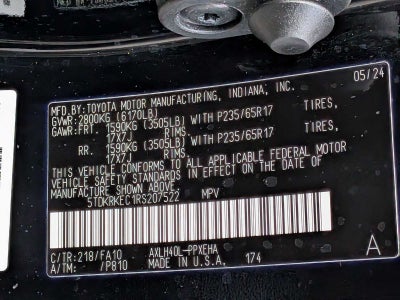 05/24
MFD.BY:TOYOTA MOTOR MANUFACTURING, INDIANA, INC.
GVWR:2800KG (6170LB)
GAWR:FRT. 1590KG (3505LB) WITH P235/65R17 TIRES,
17X7J RIMS
RR. 1590KG (3505LB) WITH P235/65R17 TIRES,
17X7J RIMS
THIS VEHICLE CONFORMS TO ALL APPLICABLE FEDERAL MOTOR
VEHICLE SAFETY STANDARDS IN EFFECT ON THE DATE OF
MANUFACTURE SHOWN ABOVE.
5TDKRKEC1RS207522 MPV
C/TR:218/FA10 AXLH40L-PPXEHA
A/TM: /P810 MADE IN U.S.A. 174 A